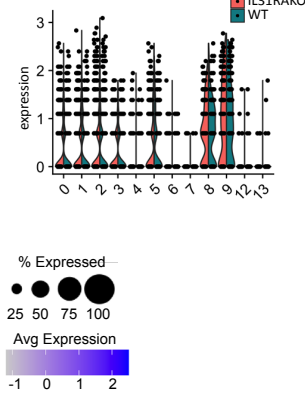 IL31RAKO
WT
expression
3
2
1
0
0 1 2 3 4 5 6 7 8 9 12 13
% Expressed
25 50 75 100
Avg Expression
-1 0 1 2